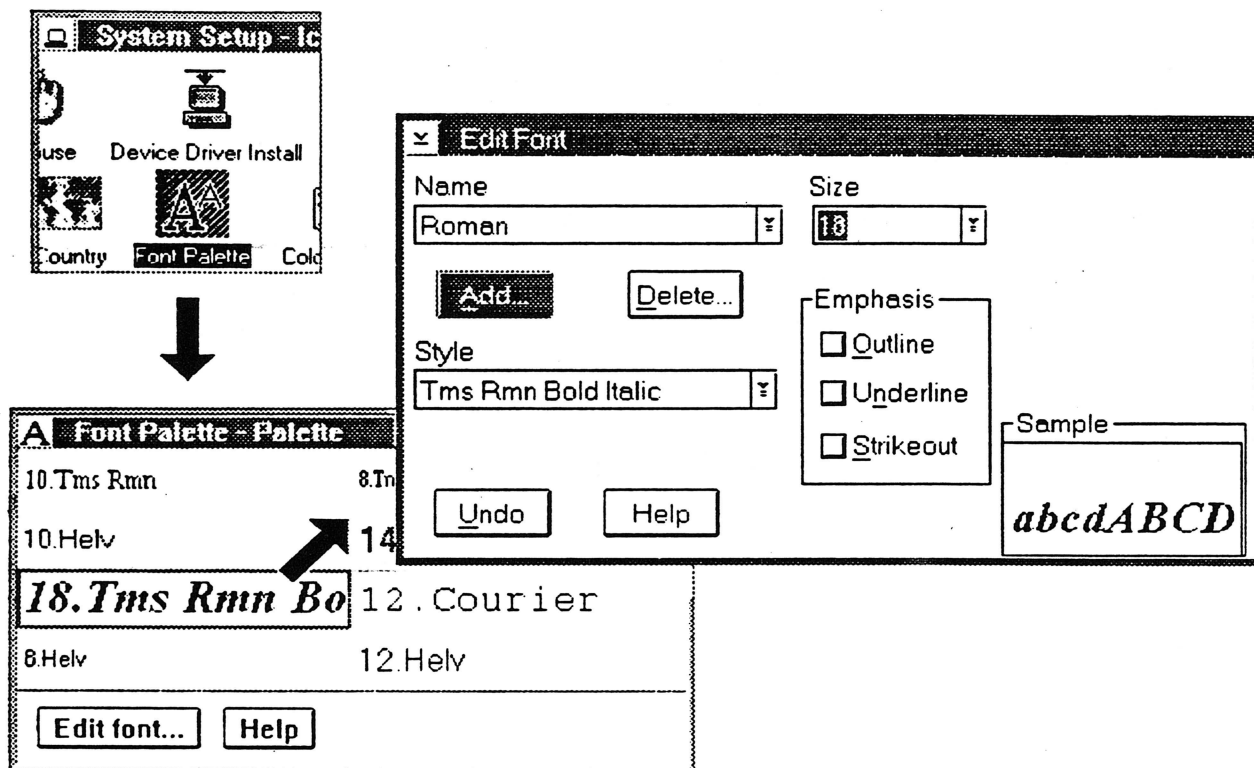 System Setup - Ic
use
Device Driver Install
Country
Font Palette
Colo
Edit Font
Name
Size
Roman
18
Add...
Delete...
Emphasis
Outline
Style
Tms Rmn Bold Italic
Underline
Strikeout
Sample
Undo
Help
abcdABCD
Font Palette - Palette
10.Tms Rmn
8.Tm
10.Helv
14
18.Tms Rmn Bo
12.Courier
8.Helv
12.Helv
Edit font...
Help